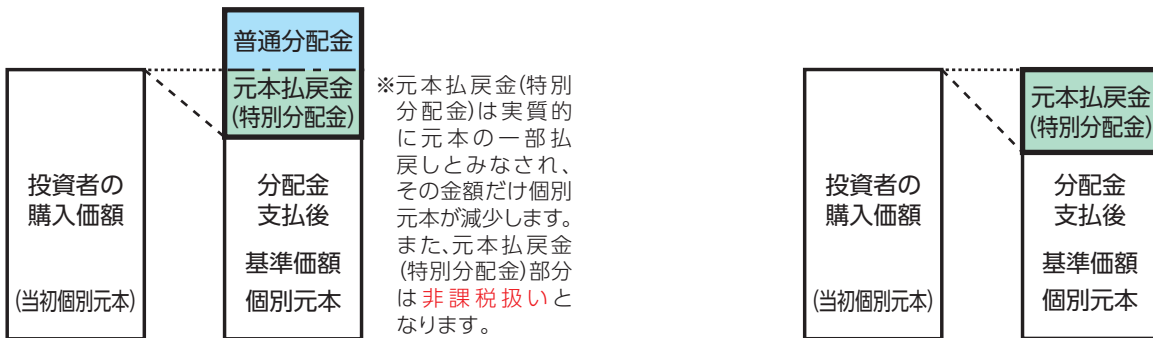 普通分配金
元本払戻金
(特別分配金)
投資者の
購入価額
(当初個別元本)
分配金
支払後
基準価額
個別元本
※元本払戻金(特別
分配金)は実質的
に元本の一部払
戻しとみなされ、
その金額だけ個別
元本が減少します。
また、元本払戻金
(特別分配金)部分
は非課税扱いと
なります。
投資者の
購入価額
(当初個別元本)
元本払戻金
(特別分配金)
分配金
支払後
基準価額
個別元本